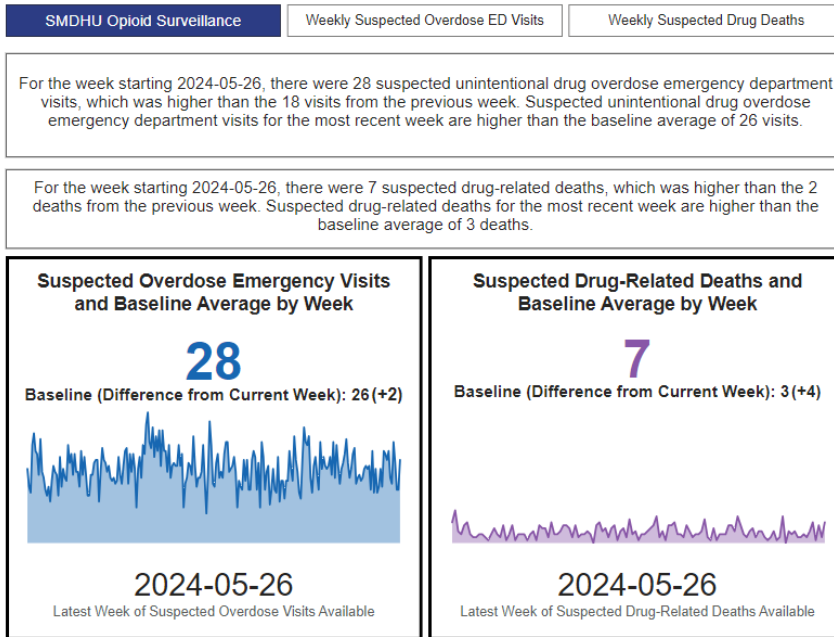 SMDHU Opioid Surveillance
Weekly Suspected Overdose ED Visits
Weekly Suspected Drug Deaths
For the week starting 2024-05-26, there were 28 suspected unintentional drug overdose emergency department
visits, which was higher than the 18 visits from the previous week. Suspected unintentional drug overdose
emergency department visits for the most recent week are higher than the baseline average of 26 visits.
For the week starting 2024-05-26, there were 7 suspected drug-related deaths, which was higher than the 2
deaths from the previous week. Suspected drug-related deaths for the most recent week are higher than the
baseline average of 3 deaths.
Suspected Overdose Emergency Visits
and Baseline Average by Week
28
Baseline (Difference from Current Week): 26 (+2)
2024-05-26
Latest Week of Suspected Overdose Visits Available
Suspected Drug-Related Deaths and
Baseline Average by Week
7
Baseline (Difference from Current Week): 3 (+4)
2024-05-26
Latest Week of Suspected Drug-Related Deaths Available